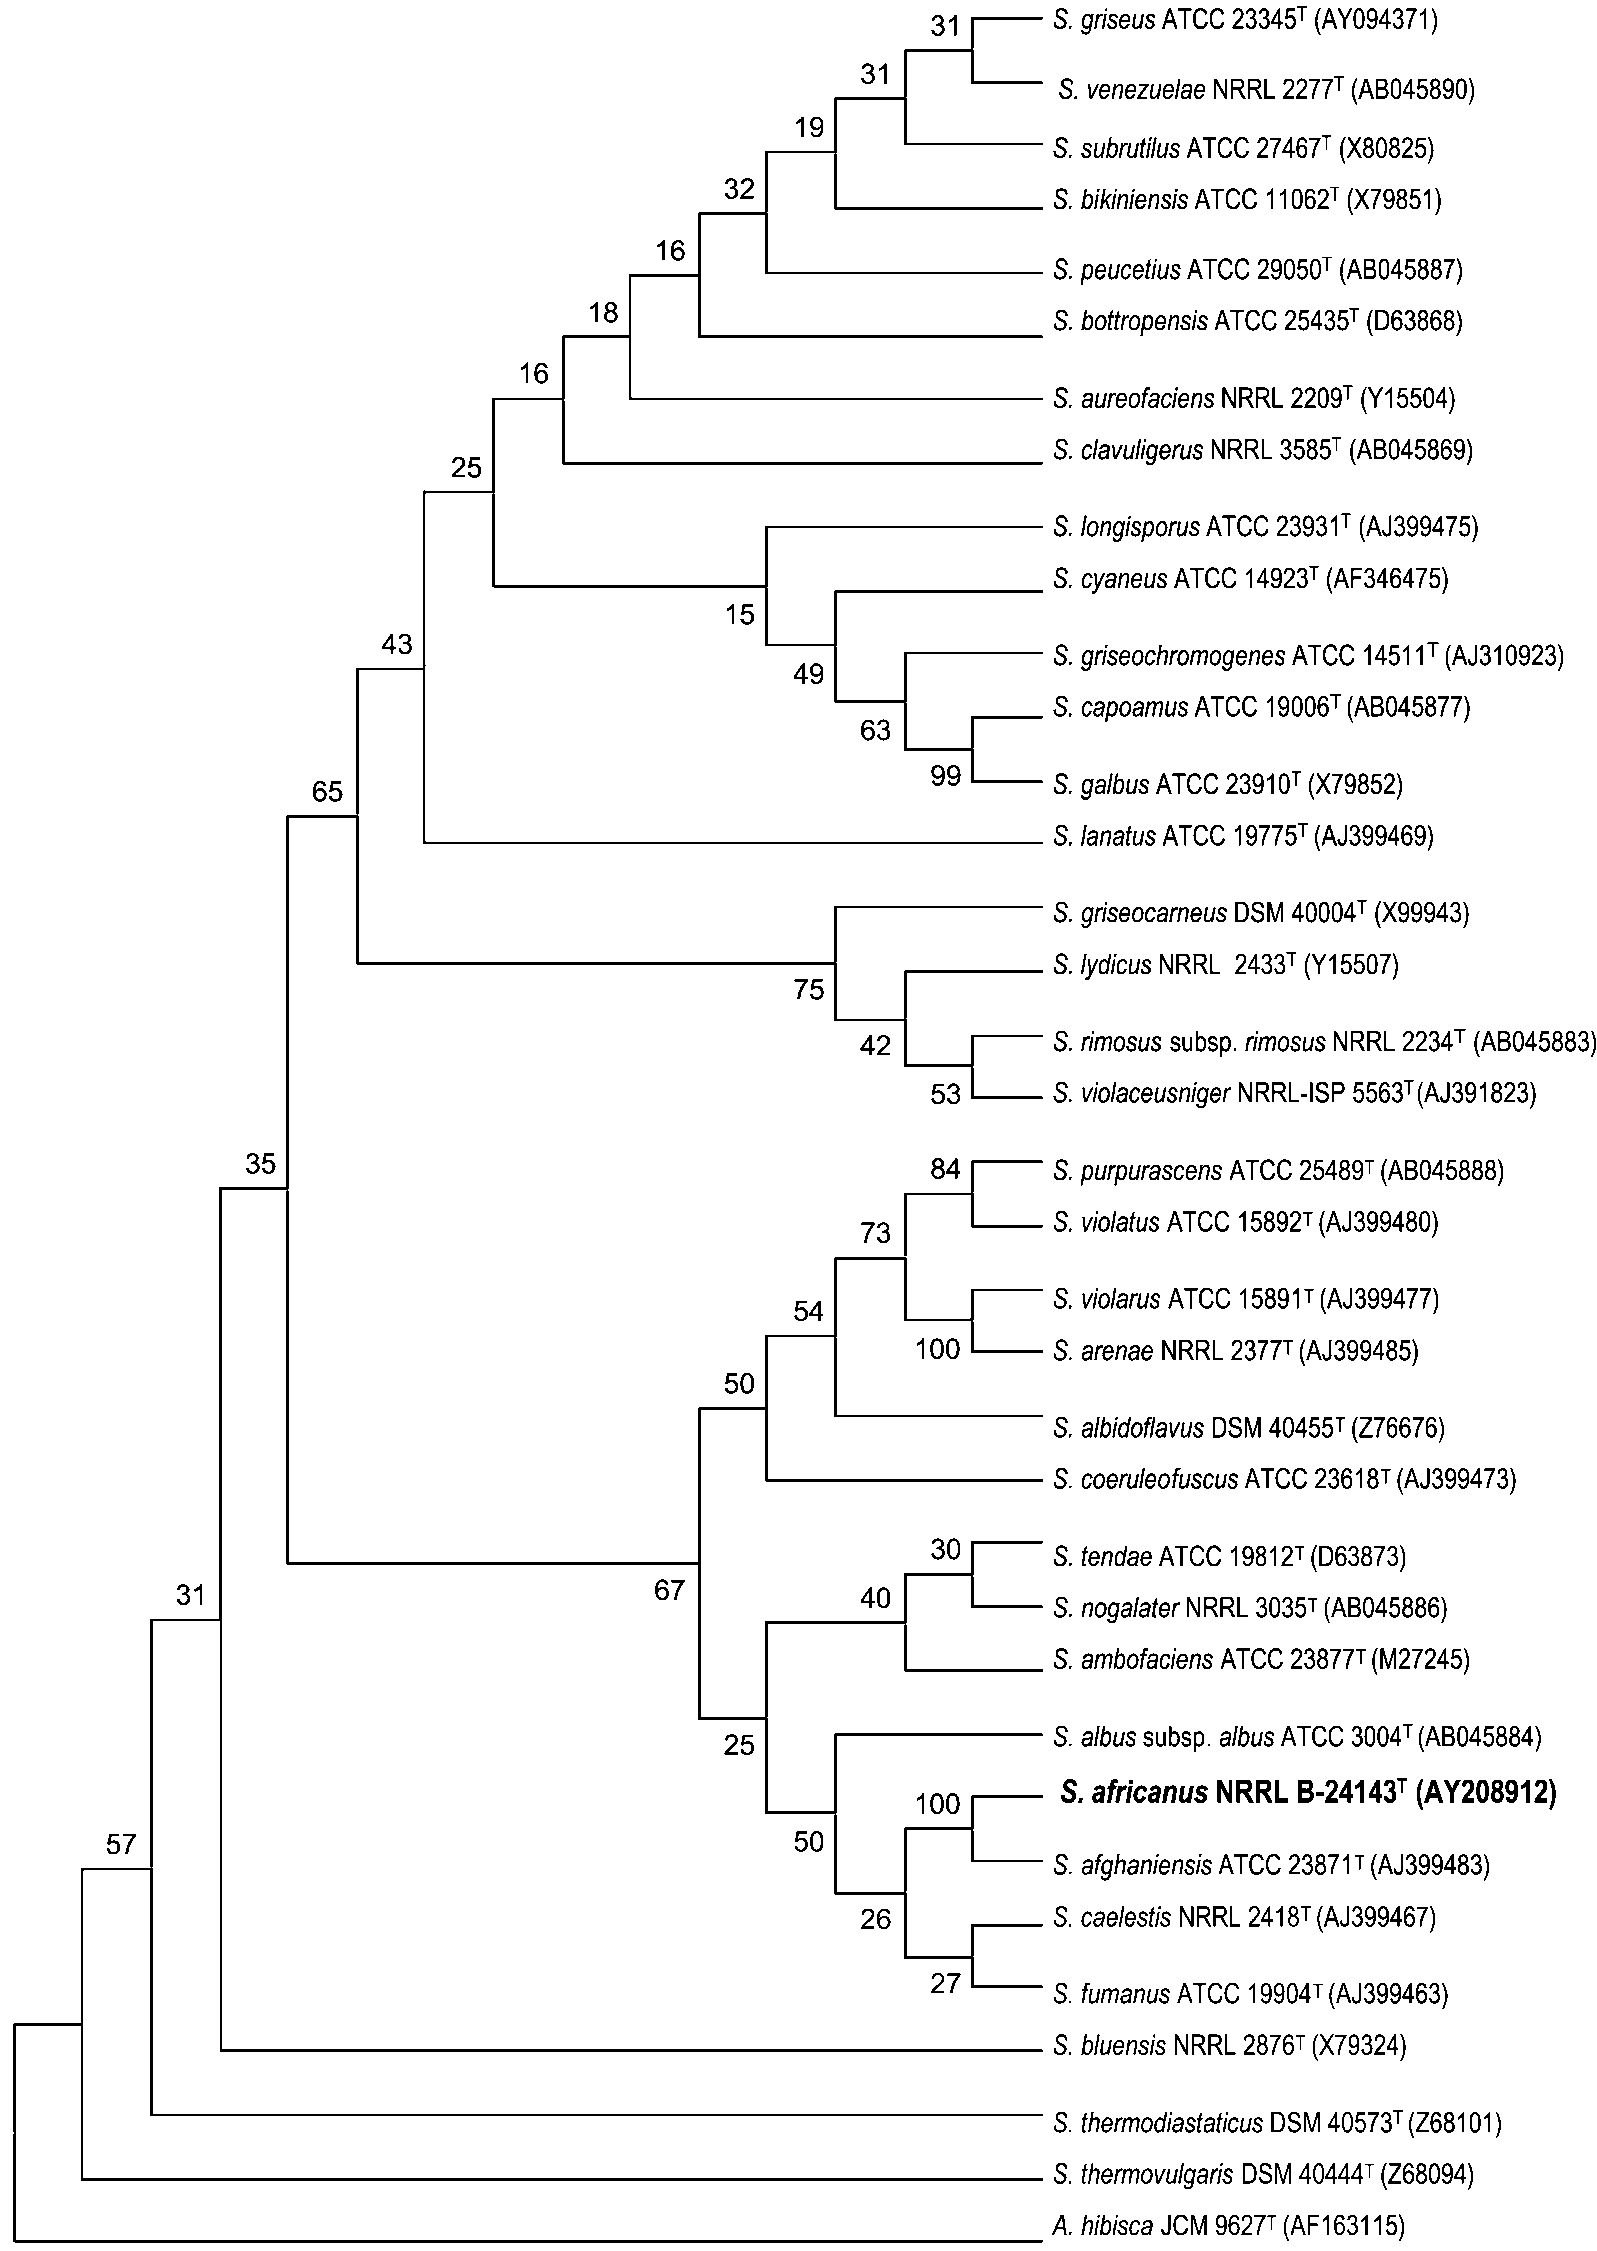 31 S. griseus ATCC 23345ᵀ (AY094371)
31 S. venezuelae NRRL 2277ᵀ (AB045890)
19 S. subrutilus ATCC 27467ᵀ (X80825)
32 S. bikiniensis ATCC 11062ᵀ (X79851)
16 S. peucetius ATCC 29050ᵀ (AB045887)
18 S. bottropensis ATCC 25435ᵀ (D63868)
16 S. aureofaciens NRRL 2209ᵀ (Y15504)
25 S. clavuligerus NRRL 3585ᵀ (AB045869)
S. longisporus ATCC 23931ᵀ (AJ399475)
S. cyaneus ATCC 14923ᵀ (AF346475)
15
43 S. griseochromogenes ATCC 14511ᵀ (AJ310923)
49
S. capoamus ATCC 19006ᵀ (AB045877)
63
99 S. galbus ATCC 23910ᵀ (X79852)
65
S. lanatus ATCC 19775ᵀ (AJ399469)
S. griseocarneus DSM 40004ᵀ (X99943)
S. lydicus NRRL 2433ᵀ (Y15507)
75
42 S. rimosus subsp. rimosus NRRL 2234ᵀ (AB045883)
53 S. violaceusniger NRRL-ISP 5563ᵀ (AJ391823)
35 84 S. purpurascens ATCC 25489ᵀ (AB045888)
73 S. violatus ATCC 15892ᵀ (AJ399480)
54 S. violarus ATCC 15891ᵀ (AJ399477)
100 S. arenae NRRL 2377ᵀ (AJ399485)
50
S. albidoflavus DSM 40455ᵀ (Z76676)
S. coeruleofuscus ATCC 23618ᵀ (AJ399473)
30 S. tendae ATCC 19812ᵀ (D63873)
31 67 40 S. nogalater NRRL 3035ᵀ (AB045886)
S. ambofaciens ATCC 23877ᵀ (M27245)
25 S. albus subsp. albus ATCC 3004ᵀ (AB045884)
100 S. africanus NRRL B-24143ᵀ (AY208912)
57 50
S. afghaniensis ATCC 23871ᵀ (AJ399483)
26 S. caelestis NRRL 2418ᵀ (AJ399467)
27 S. fumanus ATCC 19904ᵀ (AJ399463)
S. bluensis NRRL 2876ᵀ (X79324)
S. thermodiastaticus DSM 40573ᵀ (Z68101)
S. thermovulgaris DSM 40444ᵀ (Z68094)
A. hibisca JCM 9627ᵀ (AF163115)